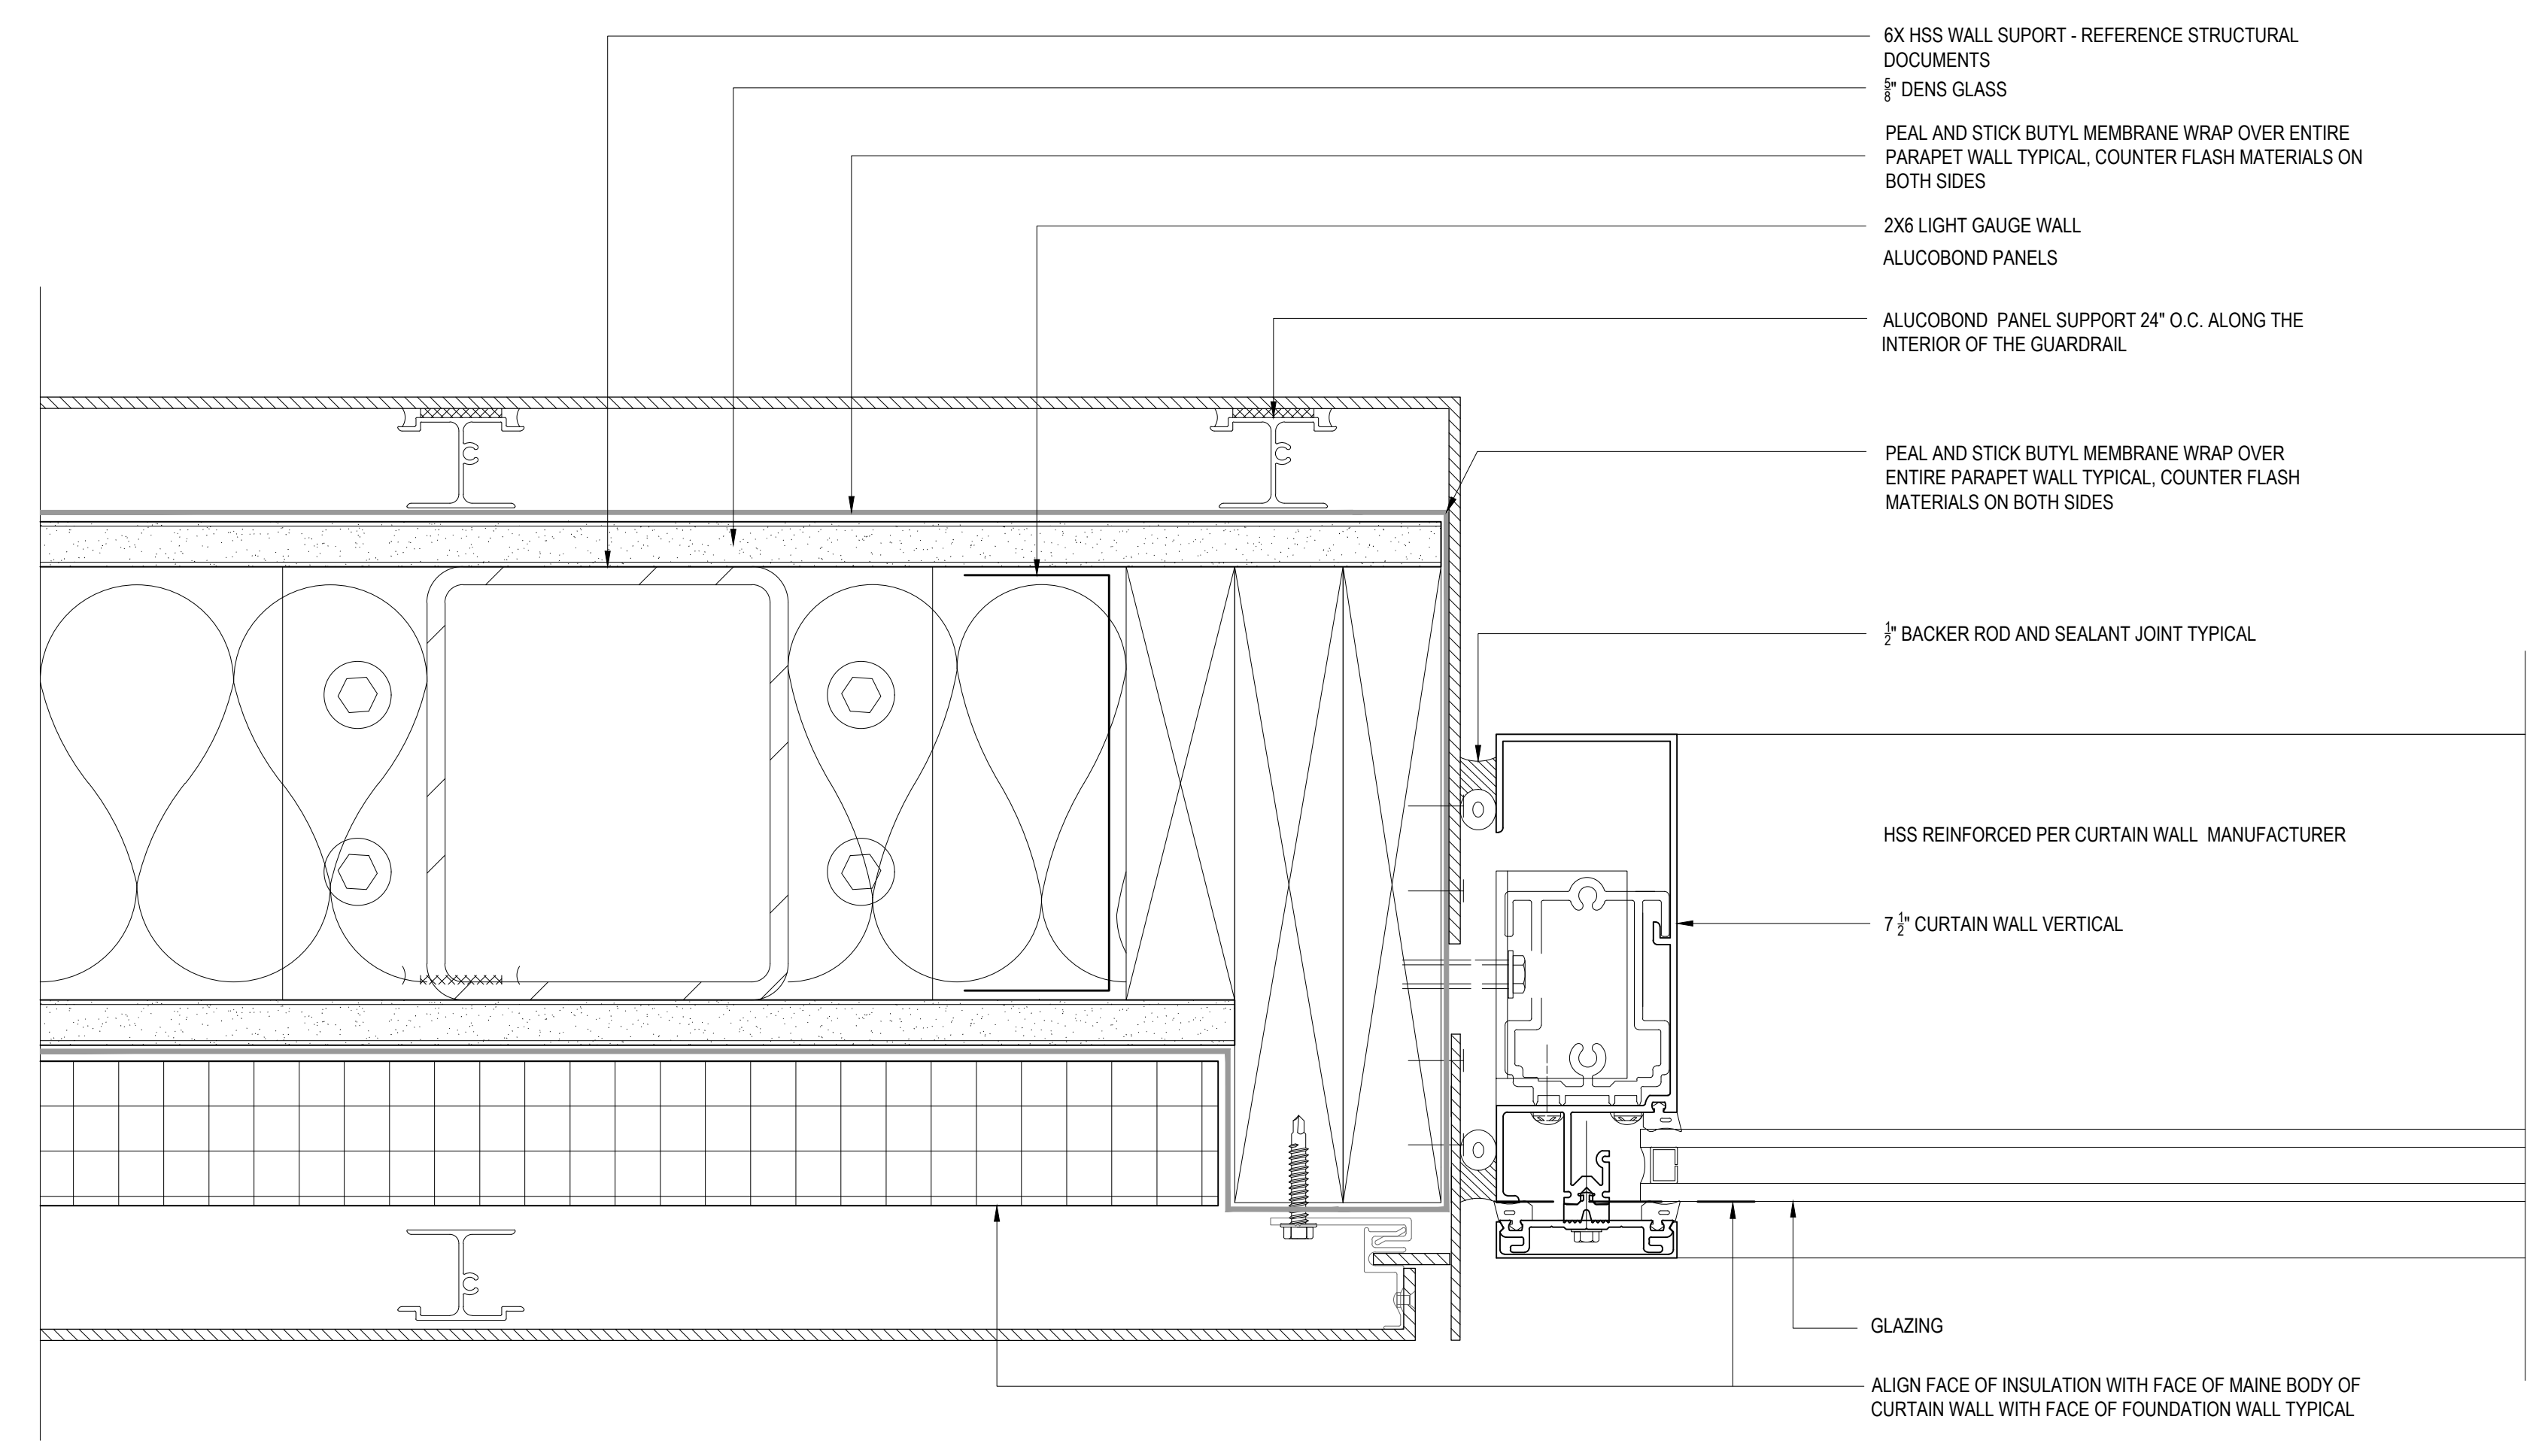 6X HSS WALL SUPORT - REFERENCE STRUCTURAL
DOCUMENTS
5/8" DENS GLASS
PEAL AND STICK BUTYL MEMBRANE WRAP OVER ENTIRE
PARAPET WALL TYPICAL, COUNTER FLASH MATERIALS ON
BOTH SIDES
2X6 LIGHT GAUGE WALL
ALUCOBOND PANELS
ALUCOBOND PANEL SUPPORT 24" O.C. ALONG THE
INTERIOR OF THE GUARDRAIL
PEAL AND STICK BUTYL MEMBRANE WRAP OVER
ENTIRE PARAPET WALL TYPICAL, COUNTER FLASH
MATERIALS ON BOTH SIDES
1/2" BACKER ROD AND SEALANT JOINT TYPICAL
HSS REINFORCED PER CURTAIN WALL MANUFACTURER
7 1/2" CURTAIN WALL VERTICAL
GLAZING
ALIGN FACE OF INSULATION WITH FACE OF MAINE BODY OF
CURTAIN WALL WITH FACE OF FOUNDATION WALL TYPICAL